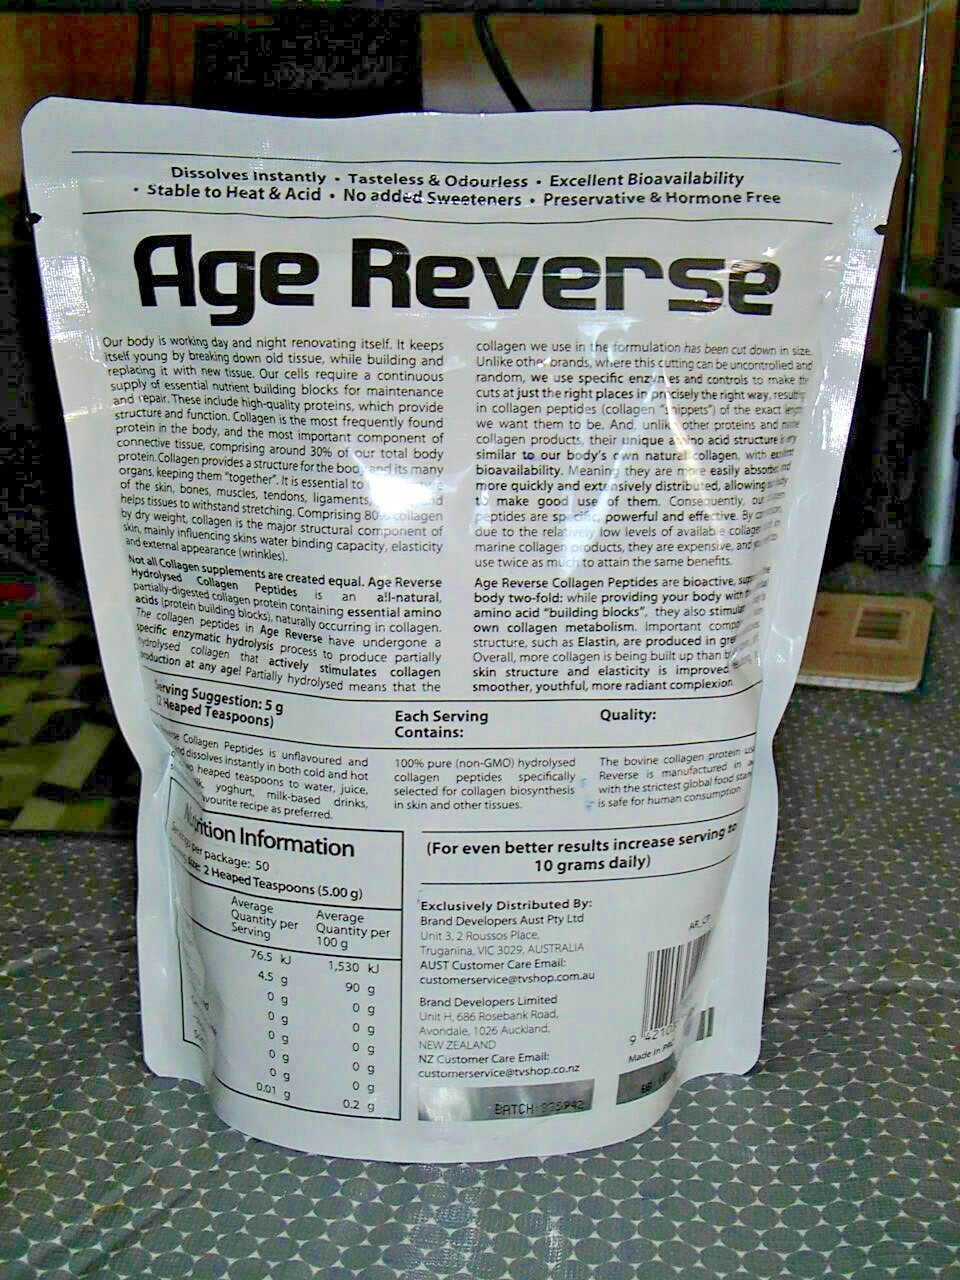 Dissolves Instantly • Tasteless & Odourless • Excellent Bioavailability
• Stable to Heat & Acid • No added Sweeteners • Preservative & Hormone Free
Age Reverse
Our body is working day and night renovating itself. It keeps
itself young by breaking down old tissue, while building and
replacing it with new tissue. Our cells require a continuous
supply of essential nutrient building blocks for maintenance
and repair. These include high-quality proteins, which provide
structure and function. Collagen is the most frequently found
protein in the body, and the most important component of
connective tissue, comprising around 30% of our total body
protein. Collagen provides a structure for the body and its many
organs, keeping them "together". It is essential to
of the skin, bones, muscles, tendons, ligaments,
helps tissues to withstand stretching. Comprising 80% collagen
by dry weight, collagen is the major structural component of
skin, mainly influencing skins water binding capacity, elasticity
and external appearance (wrinkles).
Not all Collagen supplements are created equal. Age Reverse
Hydrolysed Collagen Peptides is an all-natural,
partially-digested collagen protein containing essential amino
acids (protein building blocks), naturally occurring in collagen.
The collagen peptides in Age Reverse have undergone a
specific enzymatic hydrolysis process to produce partially
hydrolysed collagen that actively stimulates collagen
production at any age! Partially hydrolysed means that the
collagen we use in the formulation has been cut down in size.
Unlike other brands, where this cutting can be uncontrolled and
random, we use specific enzymes and controls to make the
cuts at just the right places in precisely the right way, resulting
in collagen peptides (collagen "snippets") of the exact length
we want them to be. And, unlike other proteins and marine
collagen products, their unique amino acid structure is very
similar to our body's own natural collagen, with excellent
bioavailability. Meaning they are more easily absorbed and
more quickly and extensively distributed, allowing body
to make good use of them. Consequently, our
peptides are specific, powerful and effective. By
due to the relatively low levels of available collagen in
marine collagen products, they are expensive, and
use twice as much to attain the same benefits.
Age Reverse Collagen Peptides are bioactive,
body two-fold: while providing your body with
amino acid "building blocks", they also stimulate
own collagen metabolism. Important
structure, such as Elastin, are produced in
Overall, more collagen is being built up than
skin structure and elasticity is improved
smoother, youthful, more radiant complexion.
Serving Suggestion: 5 g
(2 Heaped Teaspoons)
Collagen Peptides is unflavoured and
dissolves instantly in both cold and hot
heaped teaspoons to water, juice,
yoghurt, milk-based drinks,
favourite recipe as preferred.
Each Serving
Contains:
100% pure (non-GMO) hydrolysed
collagen peptides specifically
selected for collagen biosynthesis
in skin and other tissues.
Quality:
The bovine collagen protein
Reverse is manufactured in
with the strictest global food
is safe for human consumption
Nutrition Information
Servings per package: 50
Serving size: 2 Heaped Teaspoons (5.00 g)
Average Quantity per Serving
Average Quantity per 100 g
76.5 kJ 1,530 kJ
4.5 g 90 g
0 g 0 g
0 g 0 g
0 g 0 g
0 g 0 g
0 g 0 g
0.01 g 0.2 g
(For even better results increase serving to
10 grams daily)
Exclusively Distributed By:
Brand Developers Aust Pty Ltd
Unit 3, 2 Roussos Place,
Truganina, VIC 3029, AUSTRALIA
AUST Customer Care Email:
customerservice@tvshop.com.au
Brand Developers Limited
Unit H, 686 Rosebank Road,
Avondale, 1026 Auckland,
NEW ZEALAND
NZ Customer Care Email:
customerservice@tvshop.co.nz
BATCH
Made in